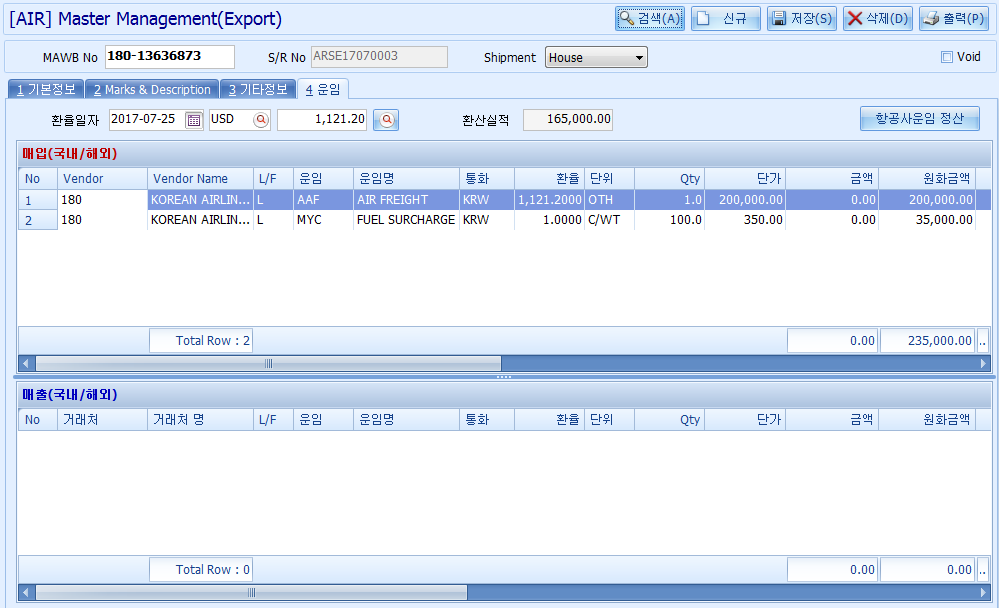 [AIR] Master Management(Export)
검색(A) 신규 저장(S) 삭제(D) 출력(P)
MAWB No 180-13636873 S/R No ARSE17070003 Shipment House Void
1 기본정보 2 Marks & Description 3 기타정보 4 운임
환율일자 2017-07-25 USD 1,121.20 환산실적 165,000.00 항공사운임 정산
매입(국내/해외)
No Vendor Vendor Name L/F 운임 운임명 통화 환율 단위 Qty 단가 금액 원화금액
1 180 KOREAN AIRLIN... L AAF AIR FREIGHT KRW 1,121.2000 OTH 1.0 200,000.00 0.00 200,000.00
2 180 KOREAN AIRLIN... L MYC FUEL SURCHARGE KRW 1.0000 C/WT 100.0 350.00 0.00 35,000.00
Total Row : 2 0.00 235,000.00 ..
매출(국내/해외)
No 거래처 거래처 명 L/F 운임 운임명 통화 환율 단위 Qty 단가 금액 원화금액
Total Row : 0 0.00 0.00 ..